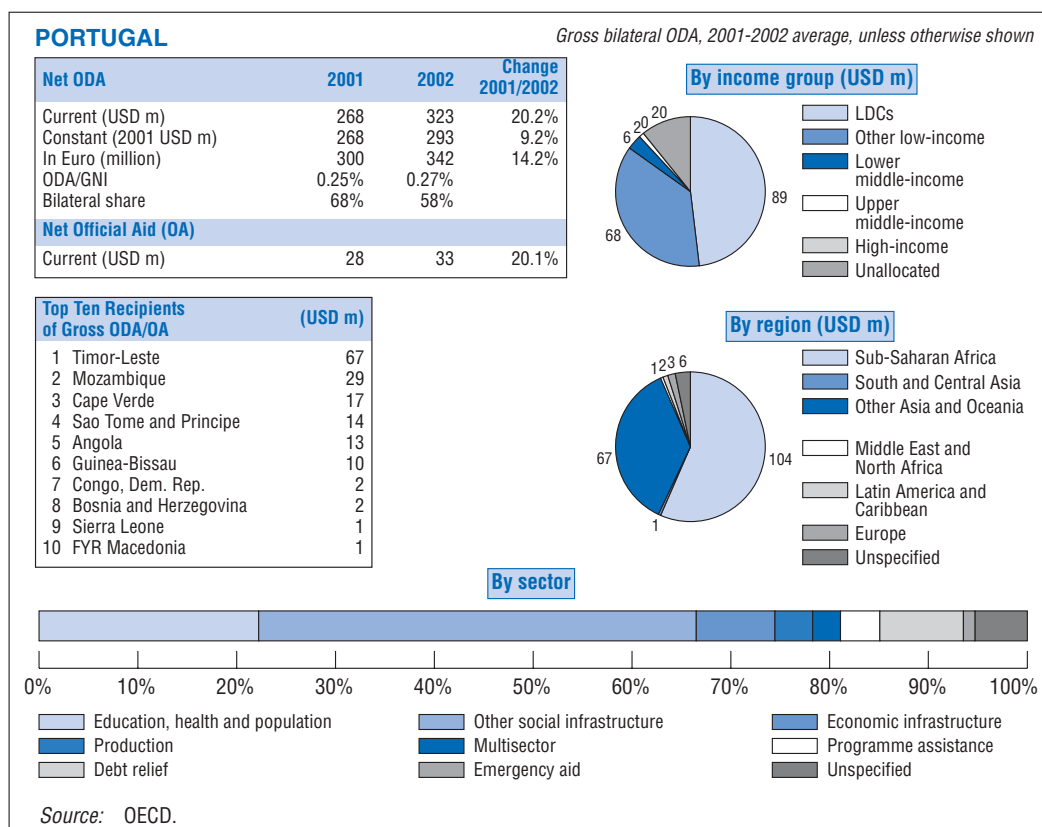 PORTUGAL
Gross bilateral ODA, 2001-2002 average, unless otherwise shown
Net ODA 2001 2002 Change 2001/2002
Current (USD m) 268 323 20.2%
Constant (2001 USD m) 268 293 9.2%
In Euro (million) 300 342 14.2%
ODA/GNI 0.25% 0.27%
Bilateral share 68% 58%
Net Official Aid (OA)
Current (USD m) 28 33 20.1%
By income group (USD m)
89
68
6
2
0
20
LDCs
Other low-income
Lower
middle-income
Upper
middle-income
High-income
Unallocated
Top Ten Recipients
of Gross ODA/OA (USD m)
1 Timor-Leste 67
2 Mozambique 29
3 Cape Verde 17
4 Sao Tome and Principe 14
5 Angola 13
6 Guinea-Bissau 10
7 Congo, Dem. Rep. 2
8 Bosnia and Herzegovina 2
9 Sierra Leone 1
10 FYR Macedonia 1
By region (USD m)
104
1
67
1
2
3
6
Sub-Saharan Africa
South and Central Asia
Other Asia and Oceania
Middle East and
North Africa
Latin America and
Caribbean
Europe
Unspecified
By sector
0% 10% 20% 30% 40% 50% 60% 70% 80% 90% 100%
Education, health and population Other social infrastructure Economic infrastructure
Production Multisector Programme assistance
Debt relief Emergency aid Unspecified
Source: OECD.